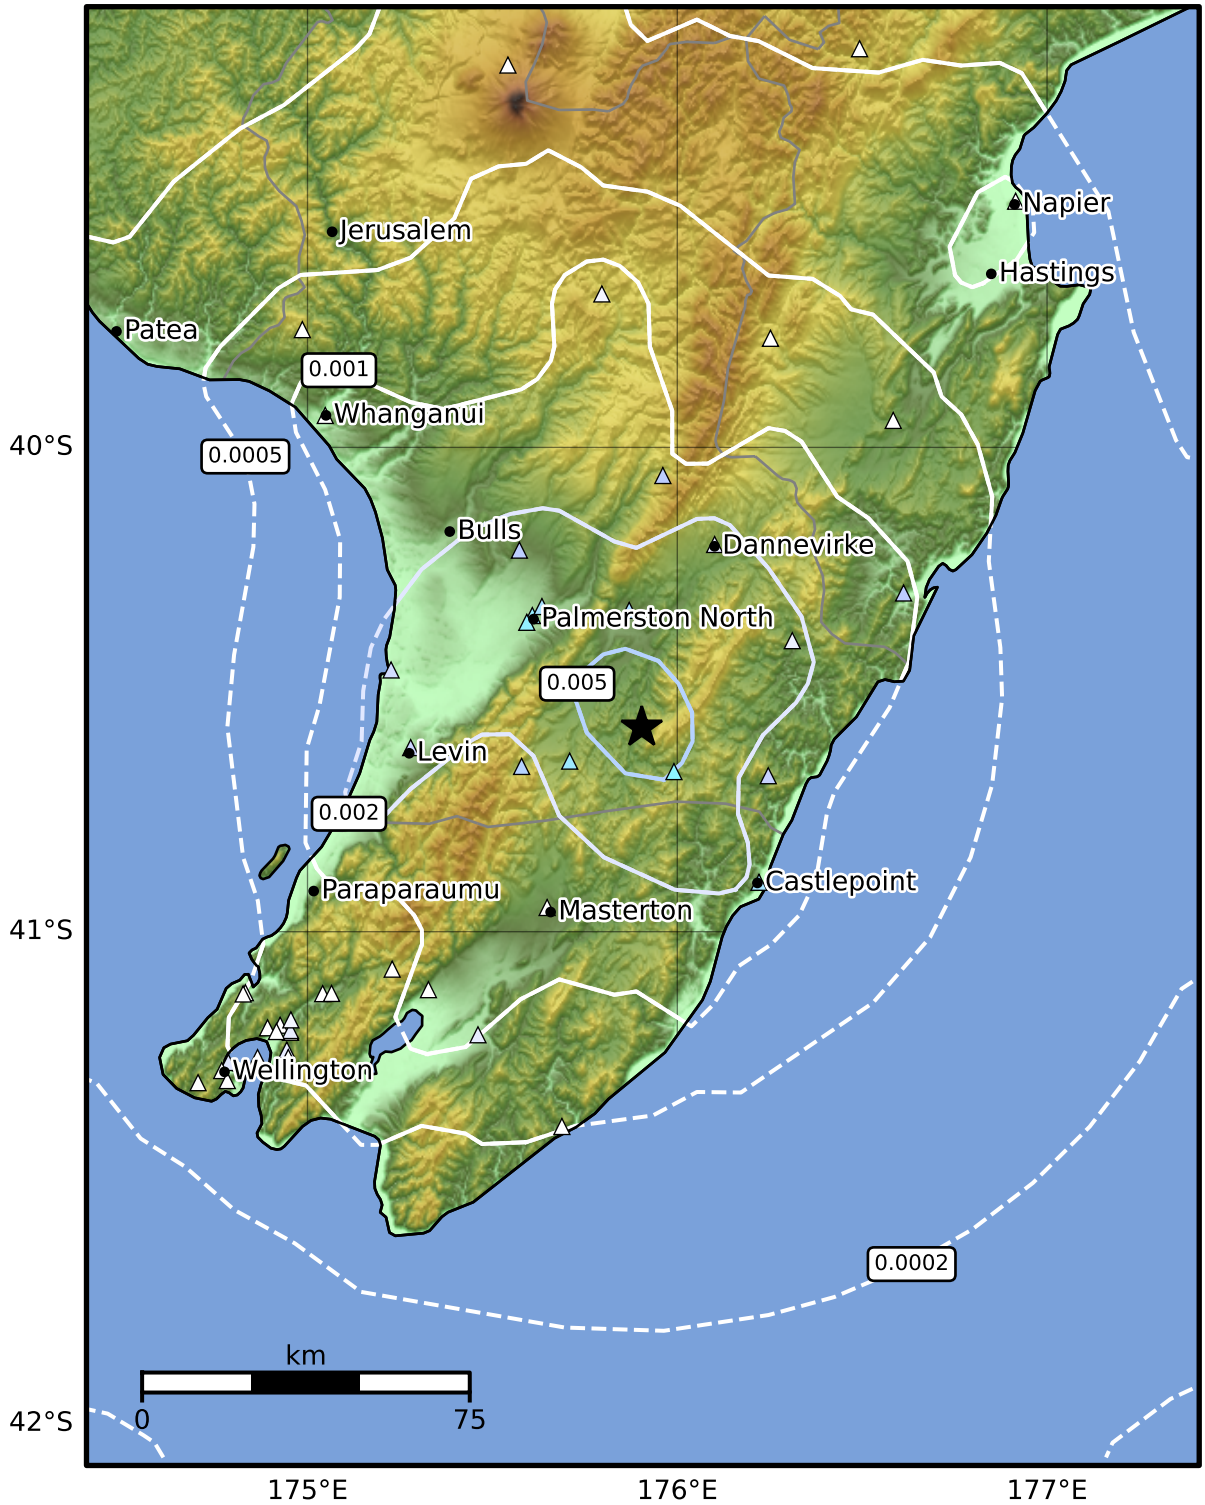 Napier
Jerusalem
Hastings
Patea
0.001
Whanganui
40°S
0.0005
Bulls
Dannevirke
Palmerston North
0.005
Levin
0.002
Castlepoint
Paraparaumu
Masterton
41°S
Wellington
0.0002
km
0
75
42°S
175°E
176°E
177°E